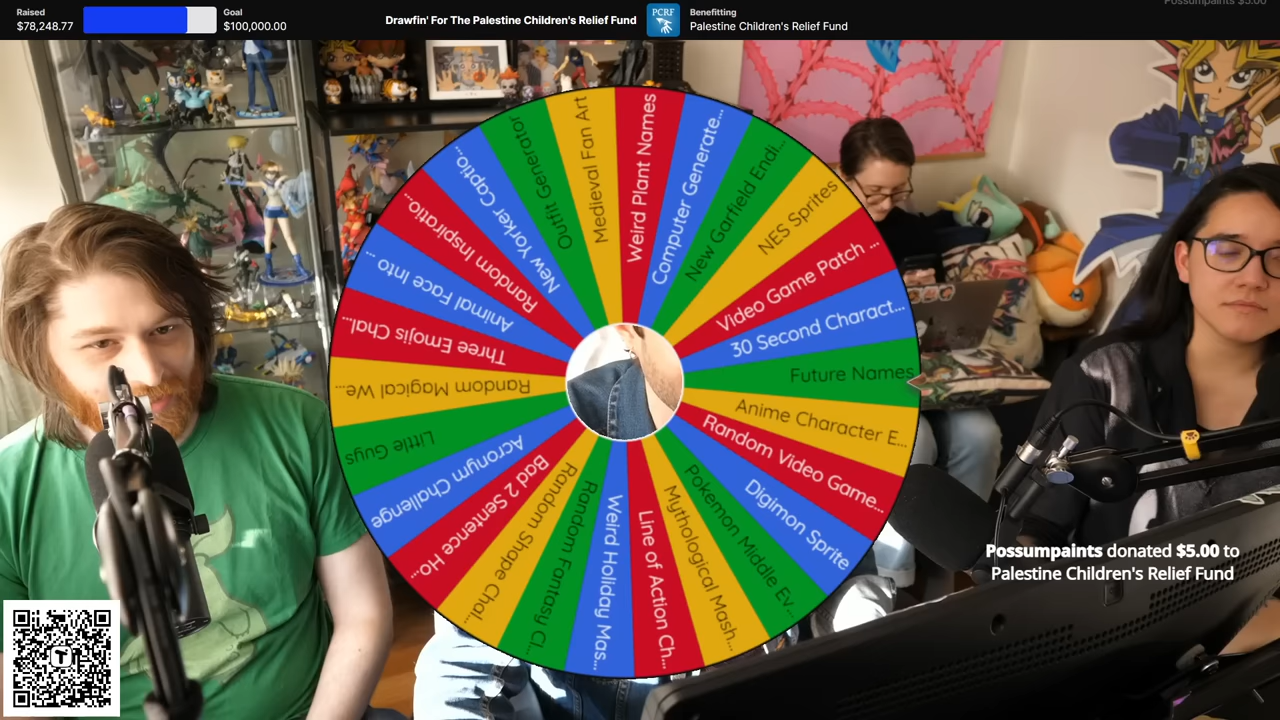 Raised
$78,248.77
Goal
$100,000.00
Drawfin' For The Palestine Children's Relief Fund
PCRF
Benefitting
Palestine Children's Relief Fund
Possumpaints $5.00
Weird Plant Names
Computer Generate...
New Garfield Endi...
NES Sprites
Video Game Patch ...
30 Second Charact...
Future Names
Anime Character E...
Random Video Game...
Digimon Sprite
Pokemon Middle Ev...
Mythological Mash...
Line of Action Ch...
Weird Holiday Mas...
Random Fantasy Cl...
Random Shape Chal...
Bad 2 Sentence Ho...
Acronym Challenge
Little Guys
Random Magical We...
Three Emojis Chal...
Animal Face Into ...
Random Inspiratio...
New Yorker Captio...
Outfit Generator
Medieval Fan Art
Possumpaints donated $5.00 to
Palestine Children's Relief Fund
T